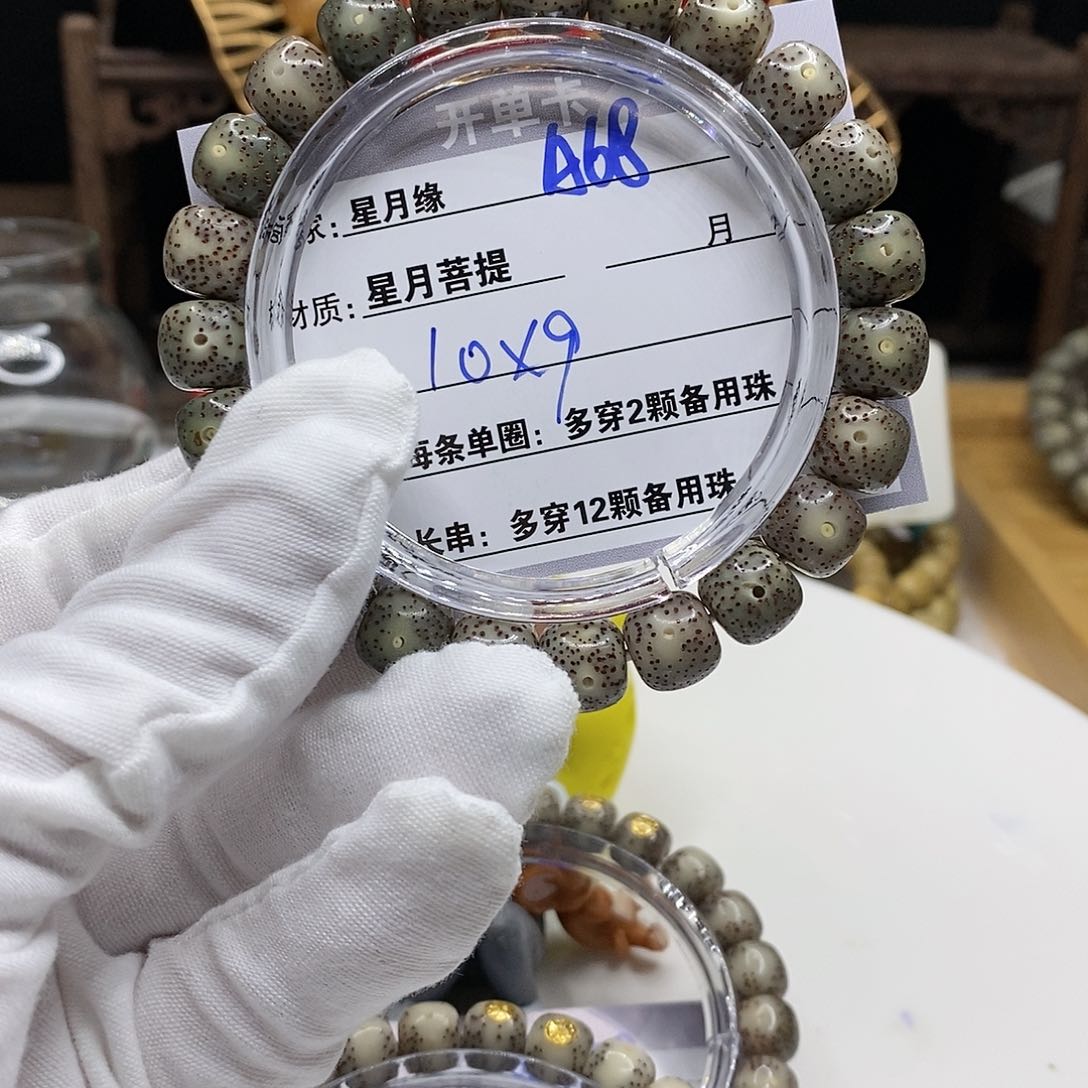 开单卡
A68
家：星月缘
月
材质：星月菩提
10X9
每条单圈：多穿2颗备用珠
长串：多穿12颗备用珠